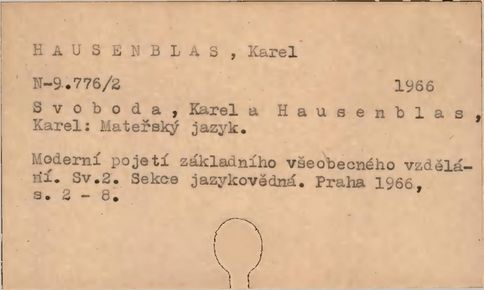 H A U S E N B L A S , Karel
N-9.776/2 1966
S v o b o d a , Karel a H a u s e n b l a s ,
Karel: Mateřský jazyk.
Moderní pojetí základního všeobecného vzdělá-
ní. Sv.2. Sekce jazykovědná. Praha 1966,
s. 2 - 8.